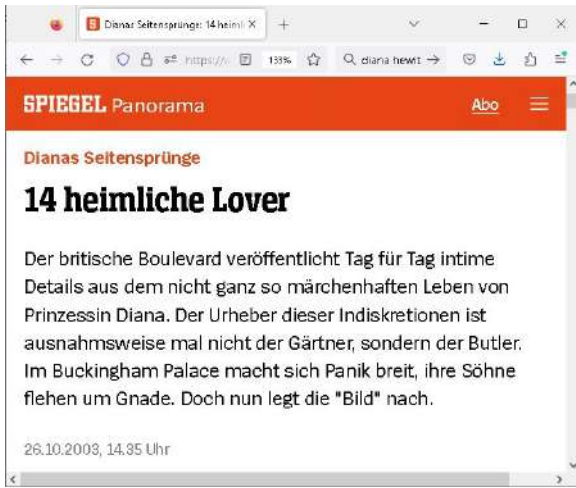 Dianas Seitensprünge: 14 heimli
133%
diana hewit
SPIEGEL Panorama
Abo
Dianas Seitensprünge
14 heimliche Lover
Der britische Boulevard veröffentlicht Tag für Tag intime
Details aus dem nicht ganz so märchenhaften Leben von
Prinzessin Diana. Der Urheber dieser Indiskretionen ist
ausnahmsweise mal nicht der Gärtner, sondern der Butler.
Im Buckingham Palace macht sich Panik breit, ihre Söhne
flehen um Gnade. Doch nun legt die "Bild" nach.
26.10.2003, 14.35 Uhr